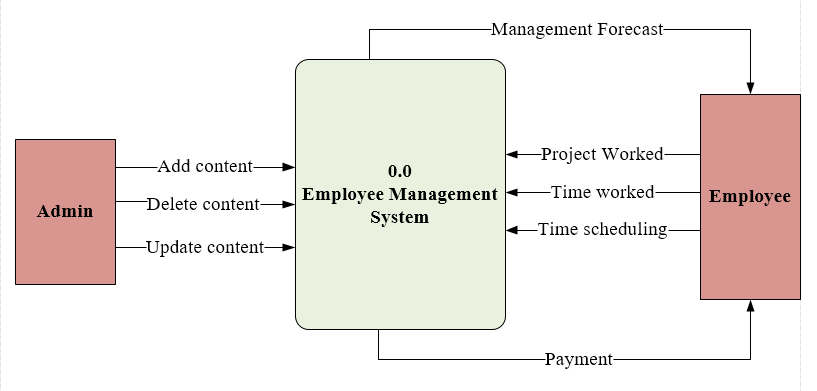 Management Forecast
Add content
Delete content
Update content
Admin
0.0
Employee Management
System
Project Worked
Time worked
Time scheduling
Employee
Payment